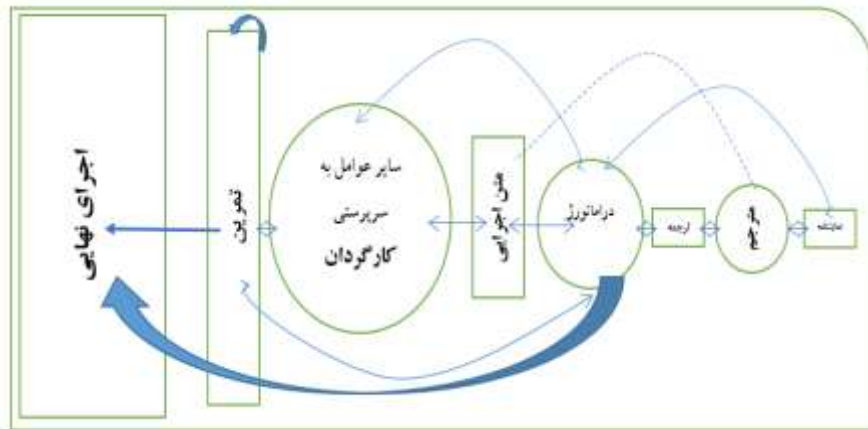 نمایشنامه
مترجم
ترجمه
دراماتورژ
متن اجرایی
سایر عوامل به
سرپرستی
کارگردان
تمرین
اجرای نهایی